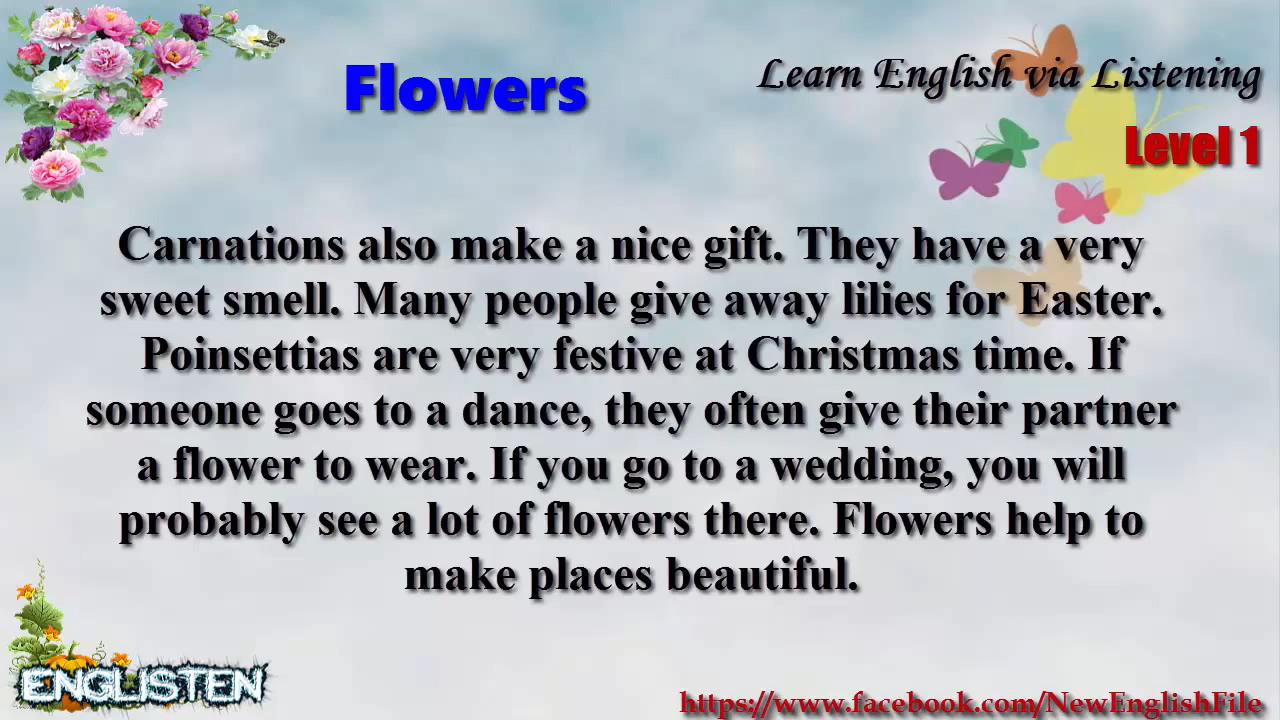 Flowers
Learn English via Listening
Level 1
Carnations also make a nice gift. They have a very
sweet smell. Many people give away lilies for Easter.
Poinsettias are very festive at Christmas time. If
someone goes to a dance, they often give their partner
a flower to wear. If you go to a wedding, you will
probably see a lot of flowers there. Flowers help to
make places beautiful.
ENGLISTEN
https://www.facebook.com/NewEnglishFile